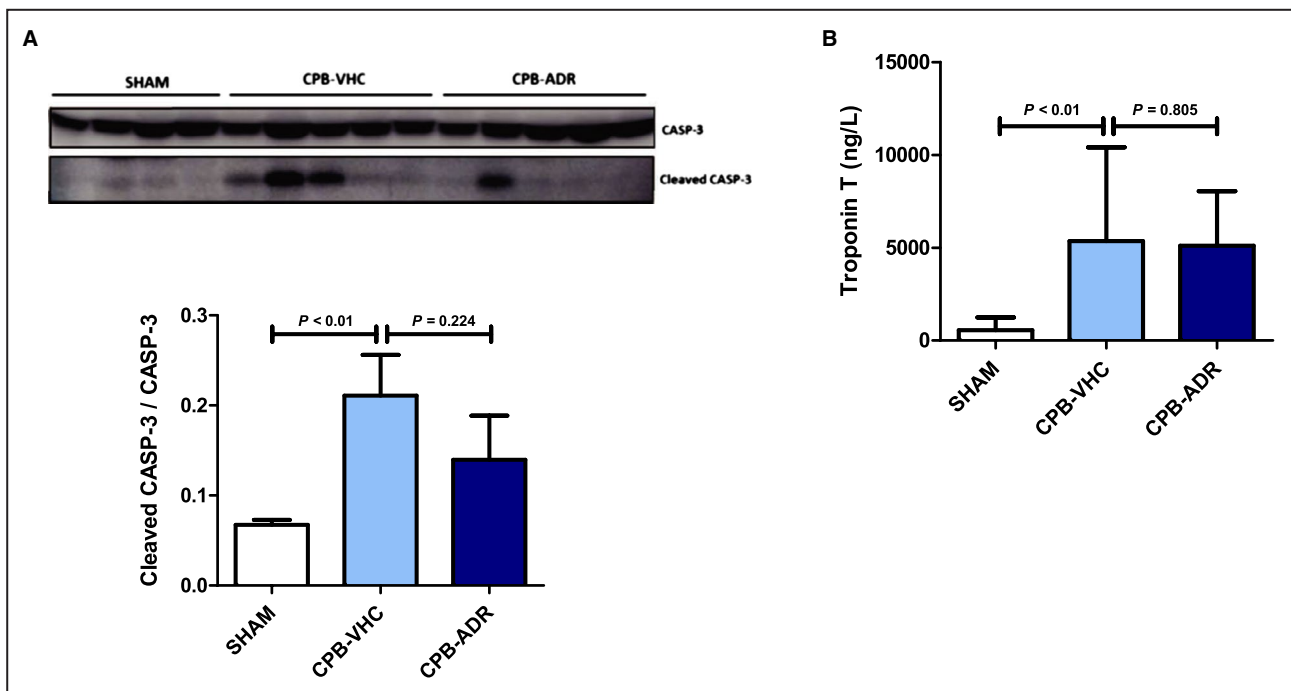 A
SHAM CPB-VHC CPB-ADR
CASP-3
Cleaved CASP-3
Cleaved CASP-3 / CASP-3
0.3
0.2
0.1
0.0
P < 0.01
P = 0.224
SHAM
CPB-VHC
CPB-ADR
B
Troponin T (ng/L)
15000
10000
5000
0
P < 0.01
P = 0.805
SHAM
CPB-VHC
CPB-ADR